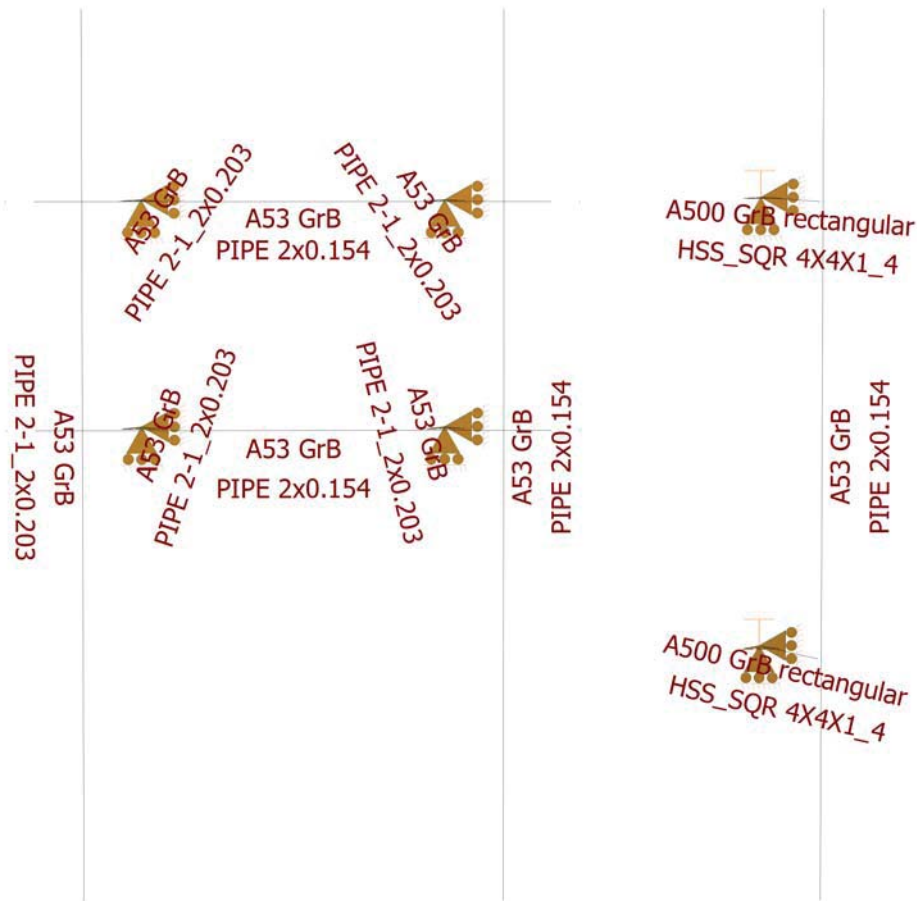 A53 GrB
PIPE 2-1_2x0.203
A53 GrB
PIPE 2x0.154
A53 GrB
PIPE 2-1_2x0.203
A500 GrB rectangular
HSS_SQR 4X4X1_4
A53 GrB
PIPE 2-1_2x0.203
A53 GrB
PIPE 2-1_2x0.203
A53 GrB
PIPE 2x0.154
A53 GrB
PIPE 2-1_2x0.203
A53 GrB
PIPE 2x0.154
A53 GrB
PIPE 2x0.154
A500 GrB rectangular
HSS_SQR 4X4X1_4